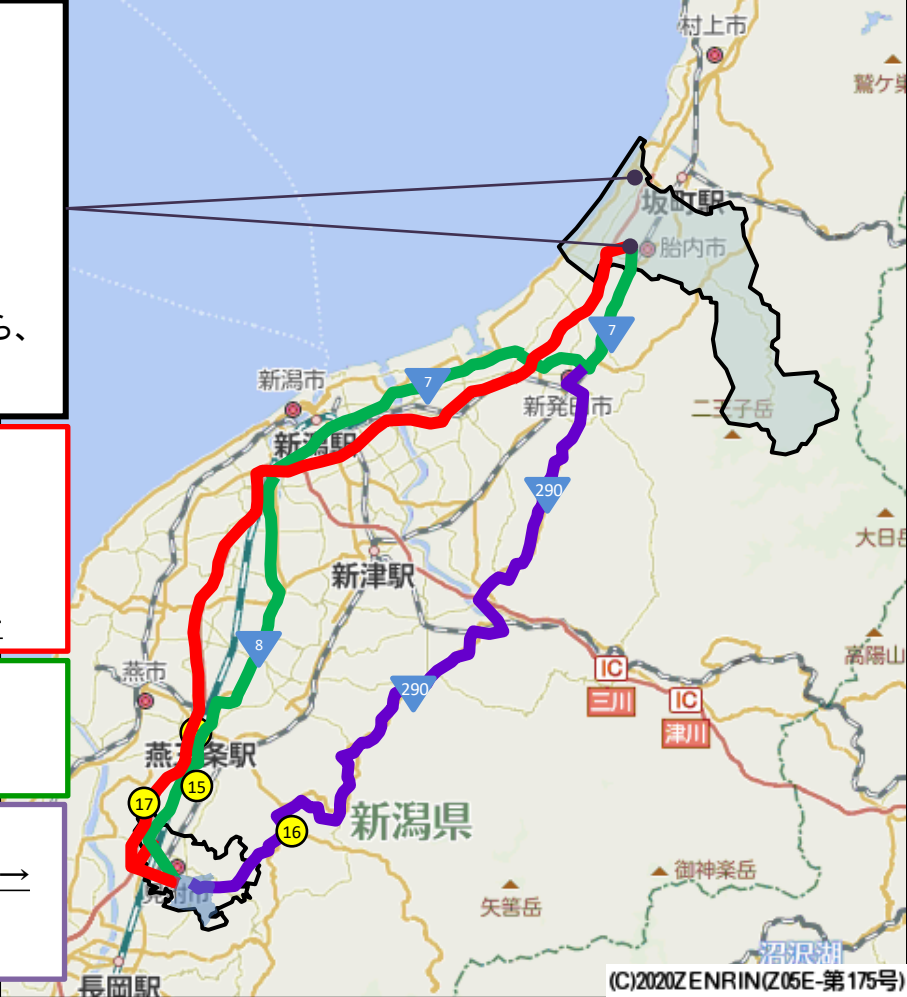 村上市
鷲ケ巣
坂町駅
胎内市
ら、
7
新潟市
7
新発田市
二王子岳
新潟駅
290
大日岳
新津駅
8
高陽山
燕市
290
IC
三川
IC
津川
燕三条駅
15
17
新潟県
16
→
見附市
御神楽岳
矢筈岳
沼沢湖
長岡駅
(C)2020ZENRIN(Z05E-第175号)